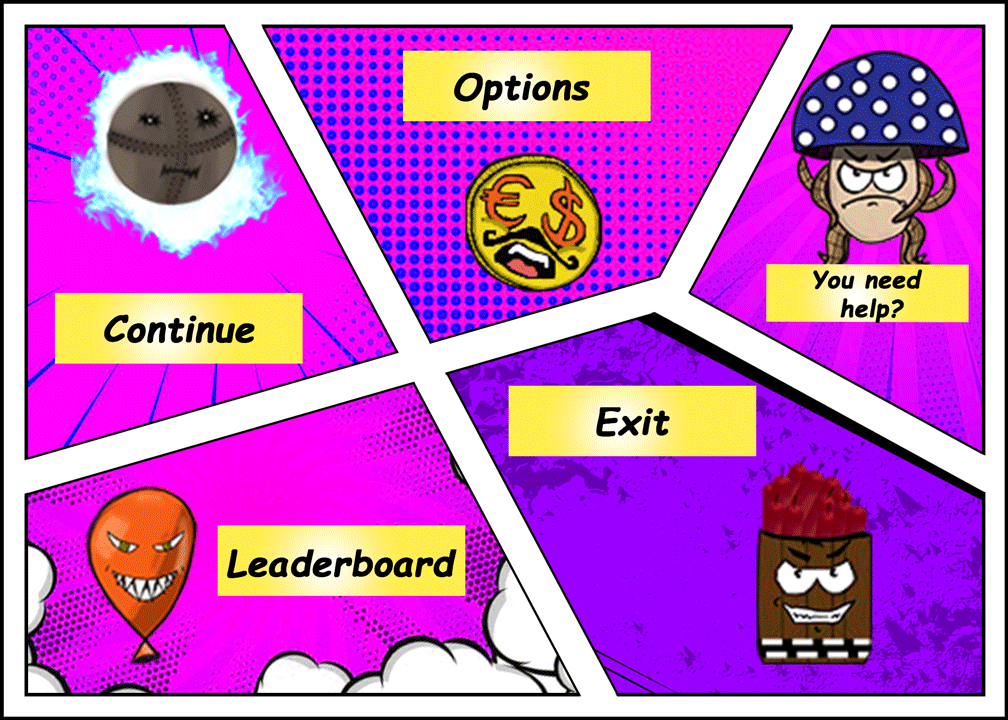 Options
You need
help?
Continue
Exit
Leaderboard
€ $